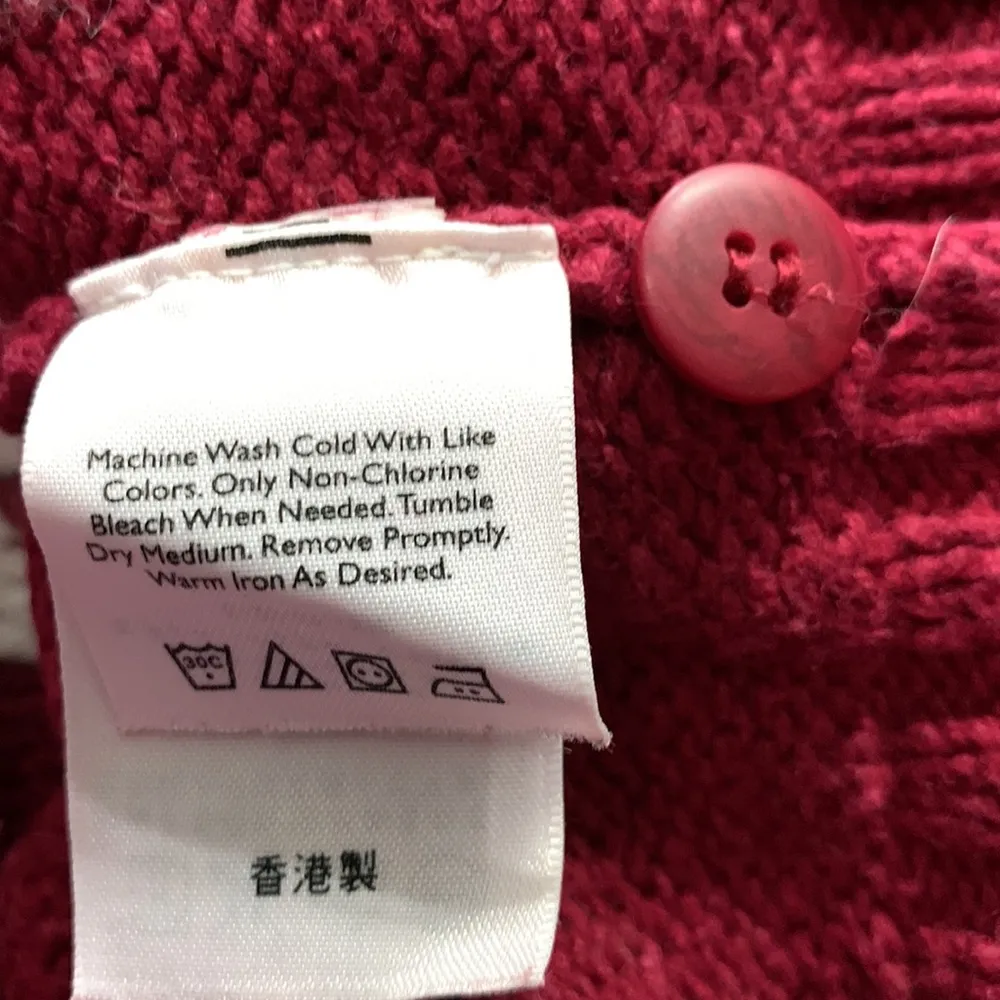 Machine Wash Cold With Like
Colors. Only Non-Chlorine
Bleach When Needed. Tumble
Dry Medium. Remove Promptly.
Warm Iron As Desired.
30C
香港製